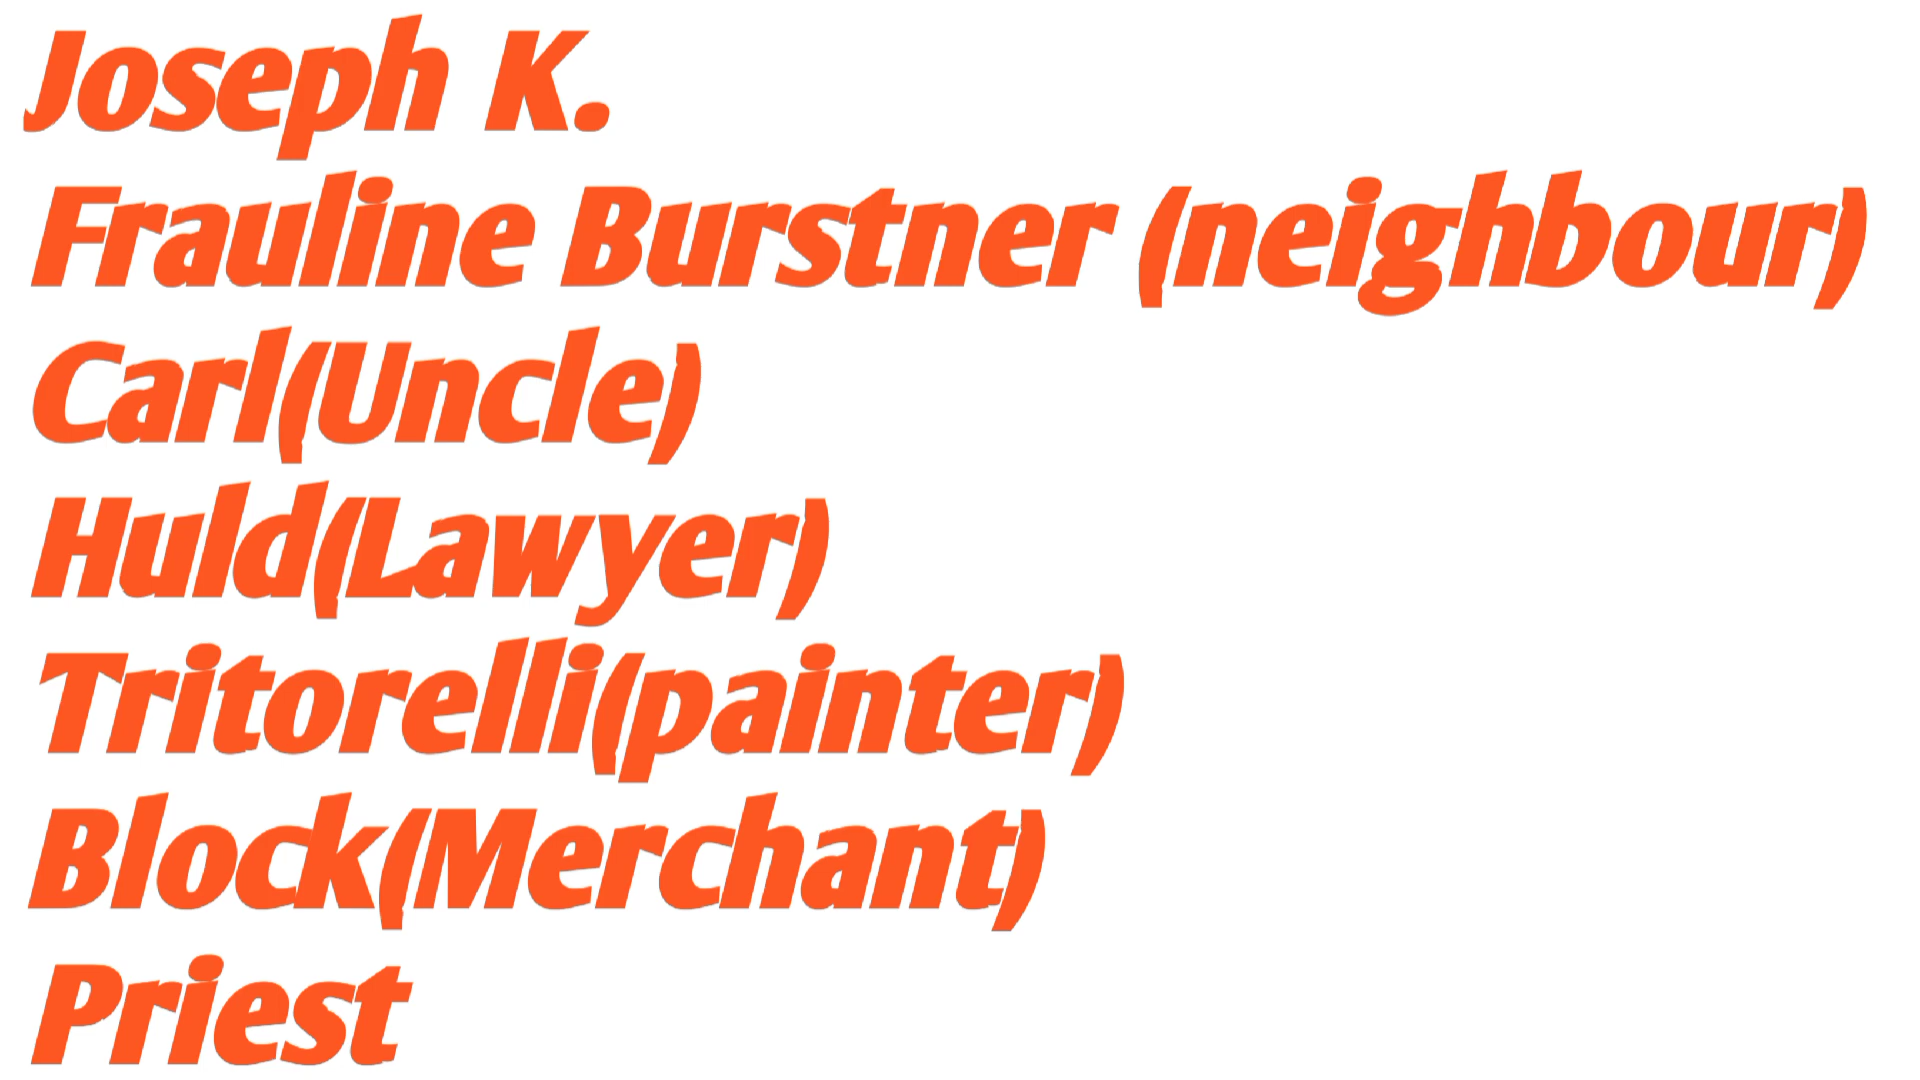 Joseph K.
Frauline Burstner (neighbour)
Carl(Uncle)
Huld(Lawyer)
Tritorelli(painter)
Block(Merchant)
Priest